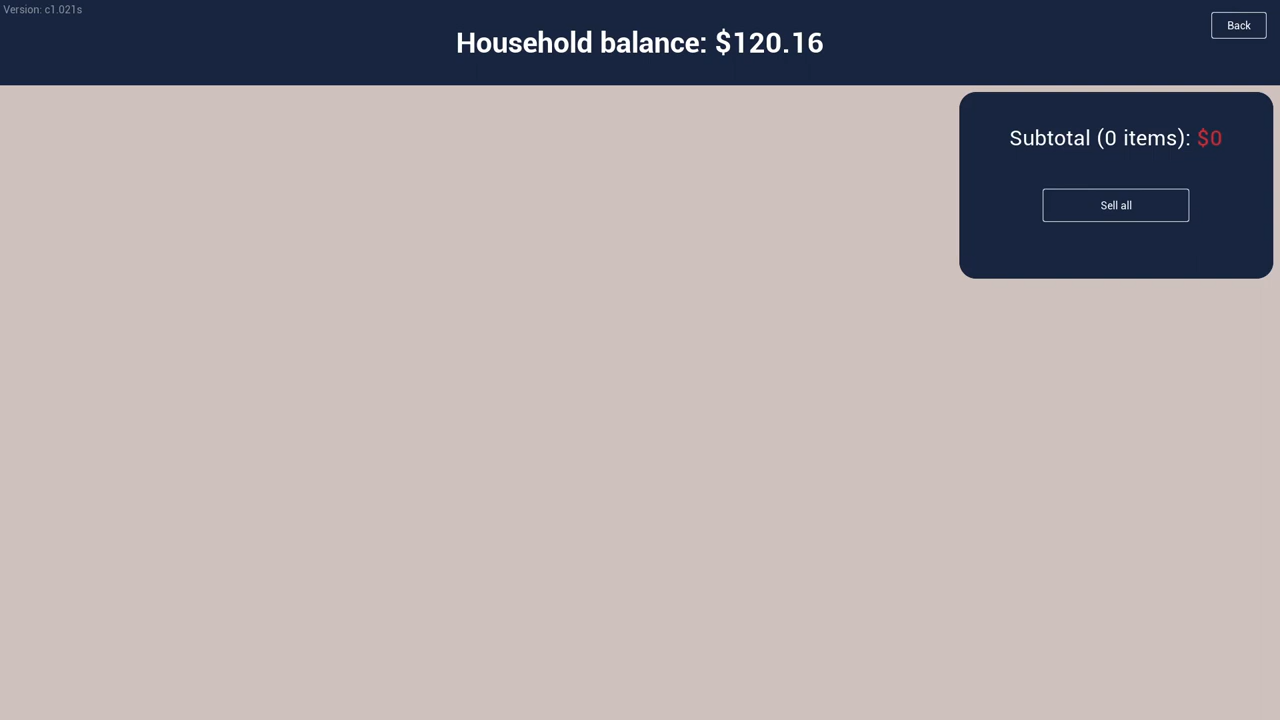 Version: c1.021s
Household balance: $120.16
Back
Subtotal (0 items): $0
Sell all